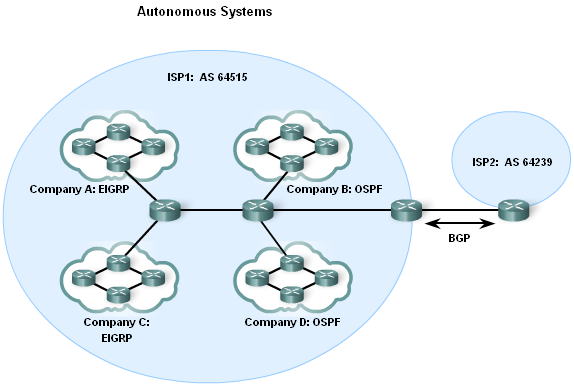 Autonomous Systems
ISP1: AS 64515
ISP2: AS 64239
Company A: EIGRP
Company B: OSPF
BGP
Company C:
EIGRP
Company D: OSPF